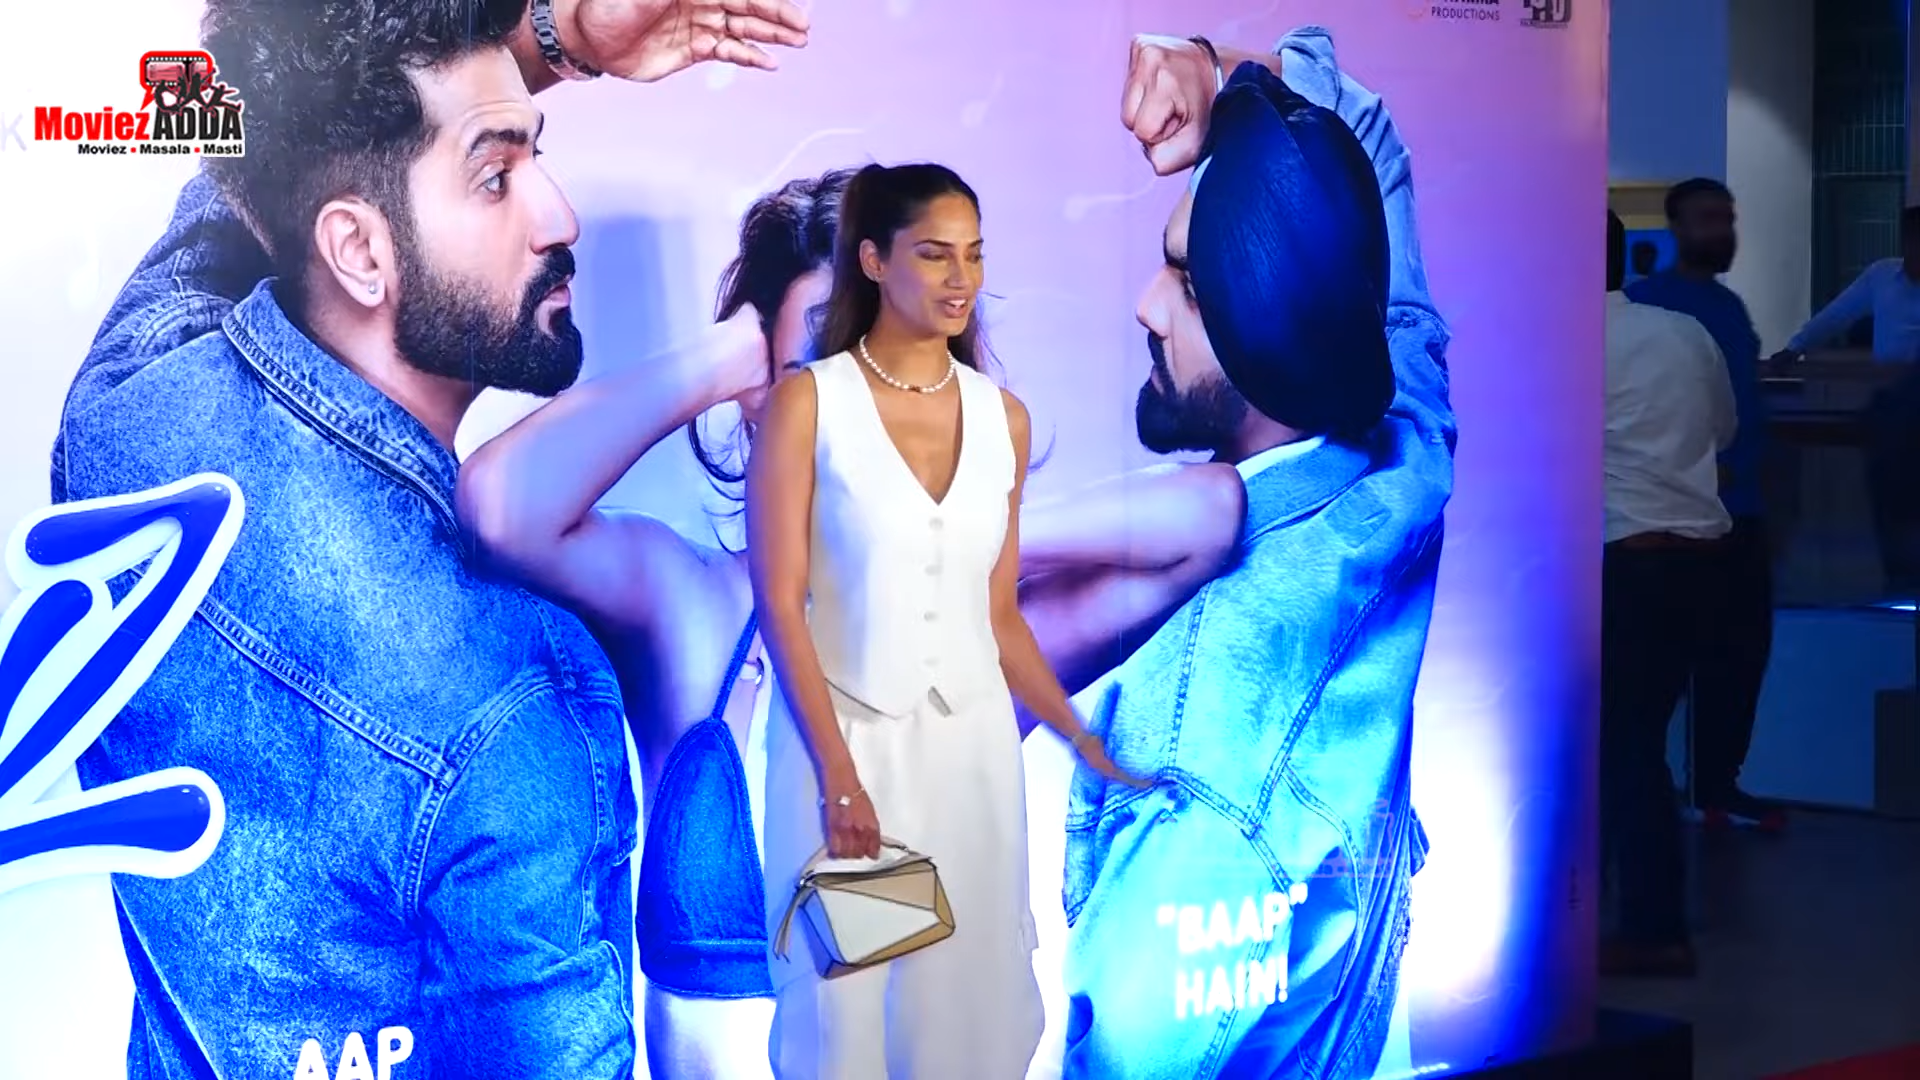 K
MoviezADDA
Moviez • Masala • Masti
PRODUCTIONS
Z
"BAAP"
HAIN!
AAP